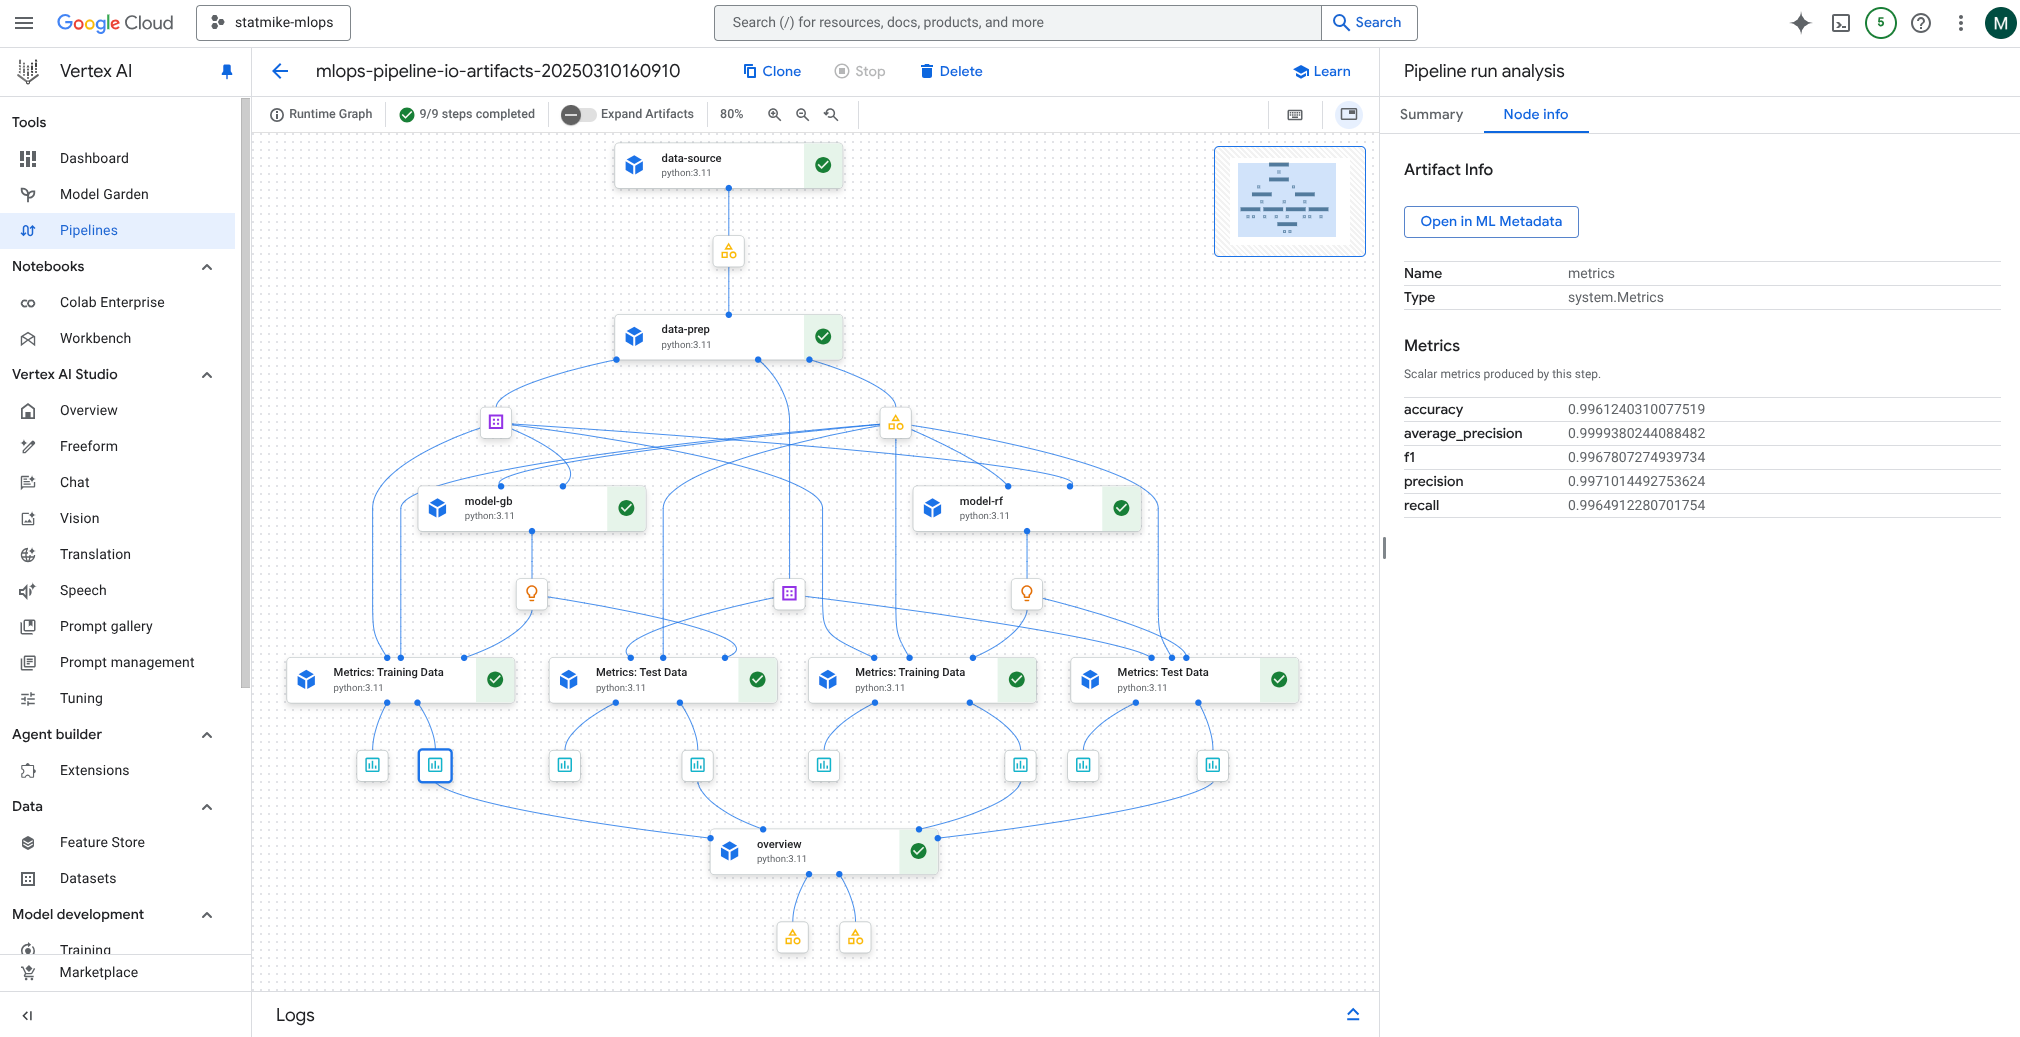 Google Cloud
statmike-mlops
Search (/) for resources, docs, products, and more
Search
5
M
Vertex AI
mlops-pipeline-io-artifacts-20250310160910
Clone
Stop
Delete
Learn
Pipeline run analysis
Runtime Graph
9/9 steps completed
Expand Artifacts
80%
Summary
Node info
Tools
Dashboard
Model Garden
Pipelines
Notebooks
Colab Enterprise
Workbench
Vertex AI Studio
Overview
Freeform
Chat
Vision
Translation
Speech
Prompt gallery
Prompt management
Tuning
Agent builder
Extensions
Data
Feature Store
Datasets
Model development
Training
Marketplace
data-source
python:3.11
data-prep
python:3.11
model-gb
python:3.11
model-rf
python:3.11
Metrics: Training Data
python:3.11
Metrics: Test Data
python:3.11
Metrics: Training Data
python:3.11
Metrics: Test Data
python:3.11
overview
python:3.11
Logs
Artifact Info
Open in ML Metadata
Name metrics
Type system.Metrics
Metrics
Scalar metrics produced by this step.
accuracy 0.9961240310077519
average_precision 0.9999380244088482
f1 0.9967807274939734
precision 0.9971014492753624
recall 0.9964912280701754